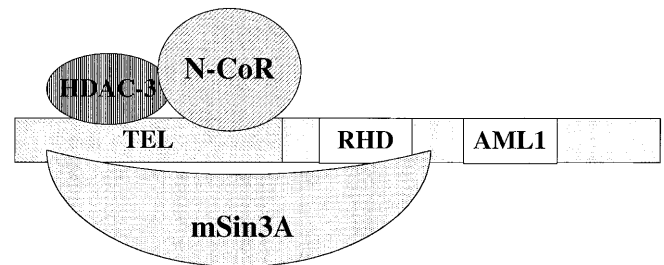 N-CoR
HDAC-3
TEL RHD AML1
mSin3A